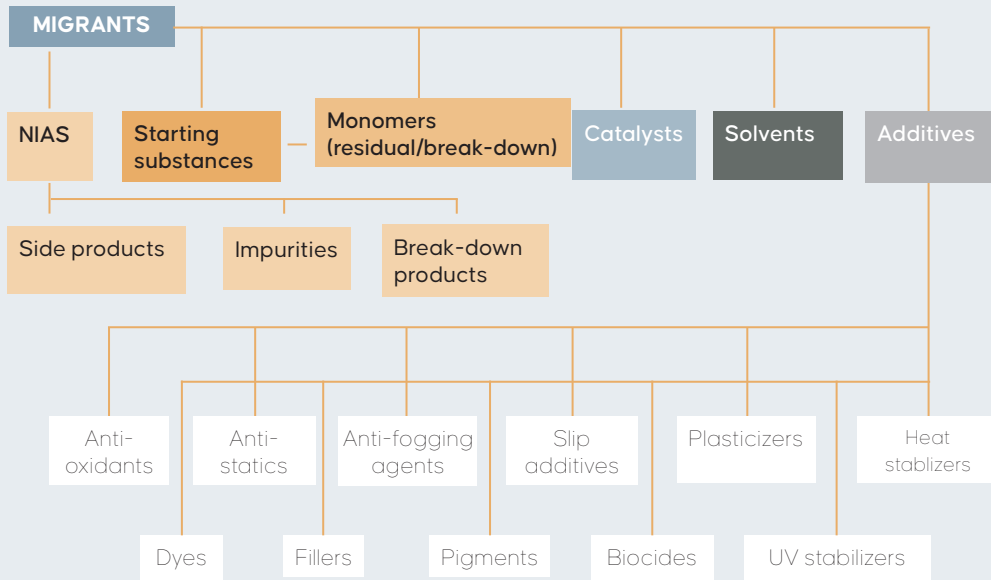 MIGRANTS
NIAS
Starting
substances
Monomers
(residual/break-down)
Catalysts
Solvents
Additives
Side products
Impurities
Break-down
products
Anti-
oxidants
Anti-
statics
Anti-fogging
agents
Slip
additives
Plasticizers
Heat
stablizers
Dyes
Fillers
Pigments
Biocides
UV stabilizers